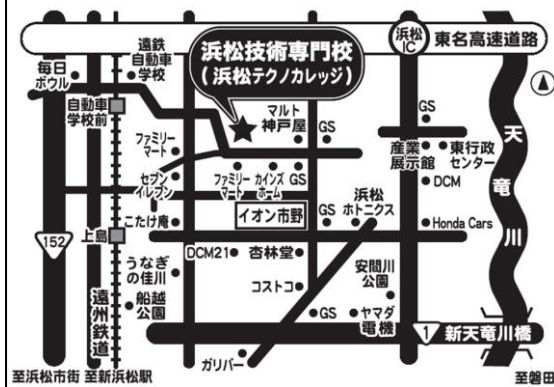 浜松
IC
東名高速道路
毎日
ボウル
遠鉄
自動車
学校
浜松技術専門校
(浜松テクノカレッジ)
自動車
学校前
マルト
神戸屋
GS
GS
産業
展示館
東行政
センター
天竜川
ファミリー
マート
セブン
イレブン
ファミリー
マート
カインズ
ホーム
GS
DCM
イオン市野
浜松
ホトニクス
GS
Honda Cars
152
上島
こたけ庵
うなぎ
の佳川
DCM21
杏林堂
安間川
公園
コストコ
遠州鉄道
船越
公園
GS
ヤマダ
電機
1
新天竜川橋
ガリバー
至浜松市街
至新浜松駅
至磐田